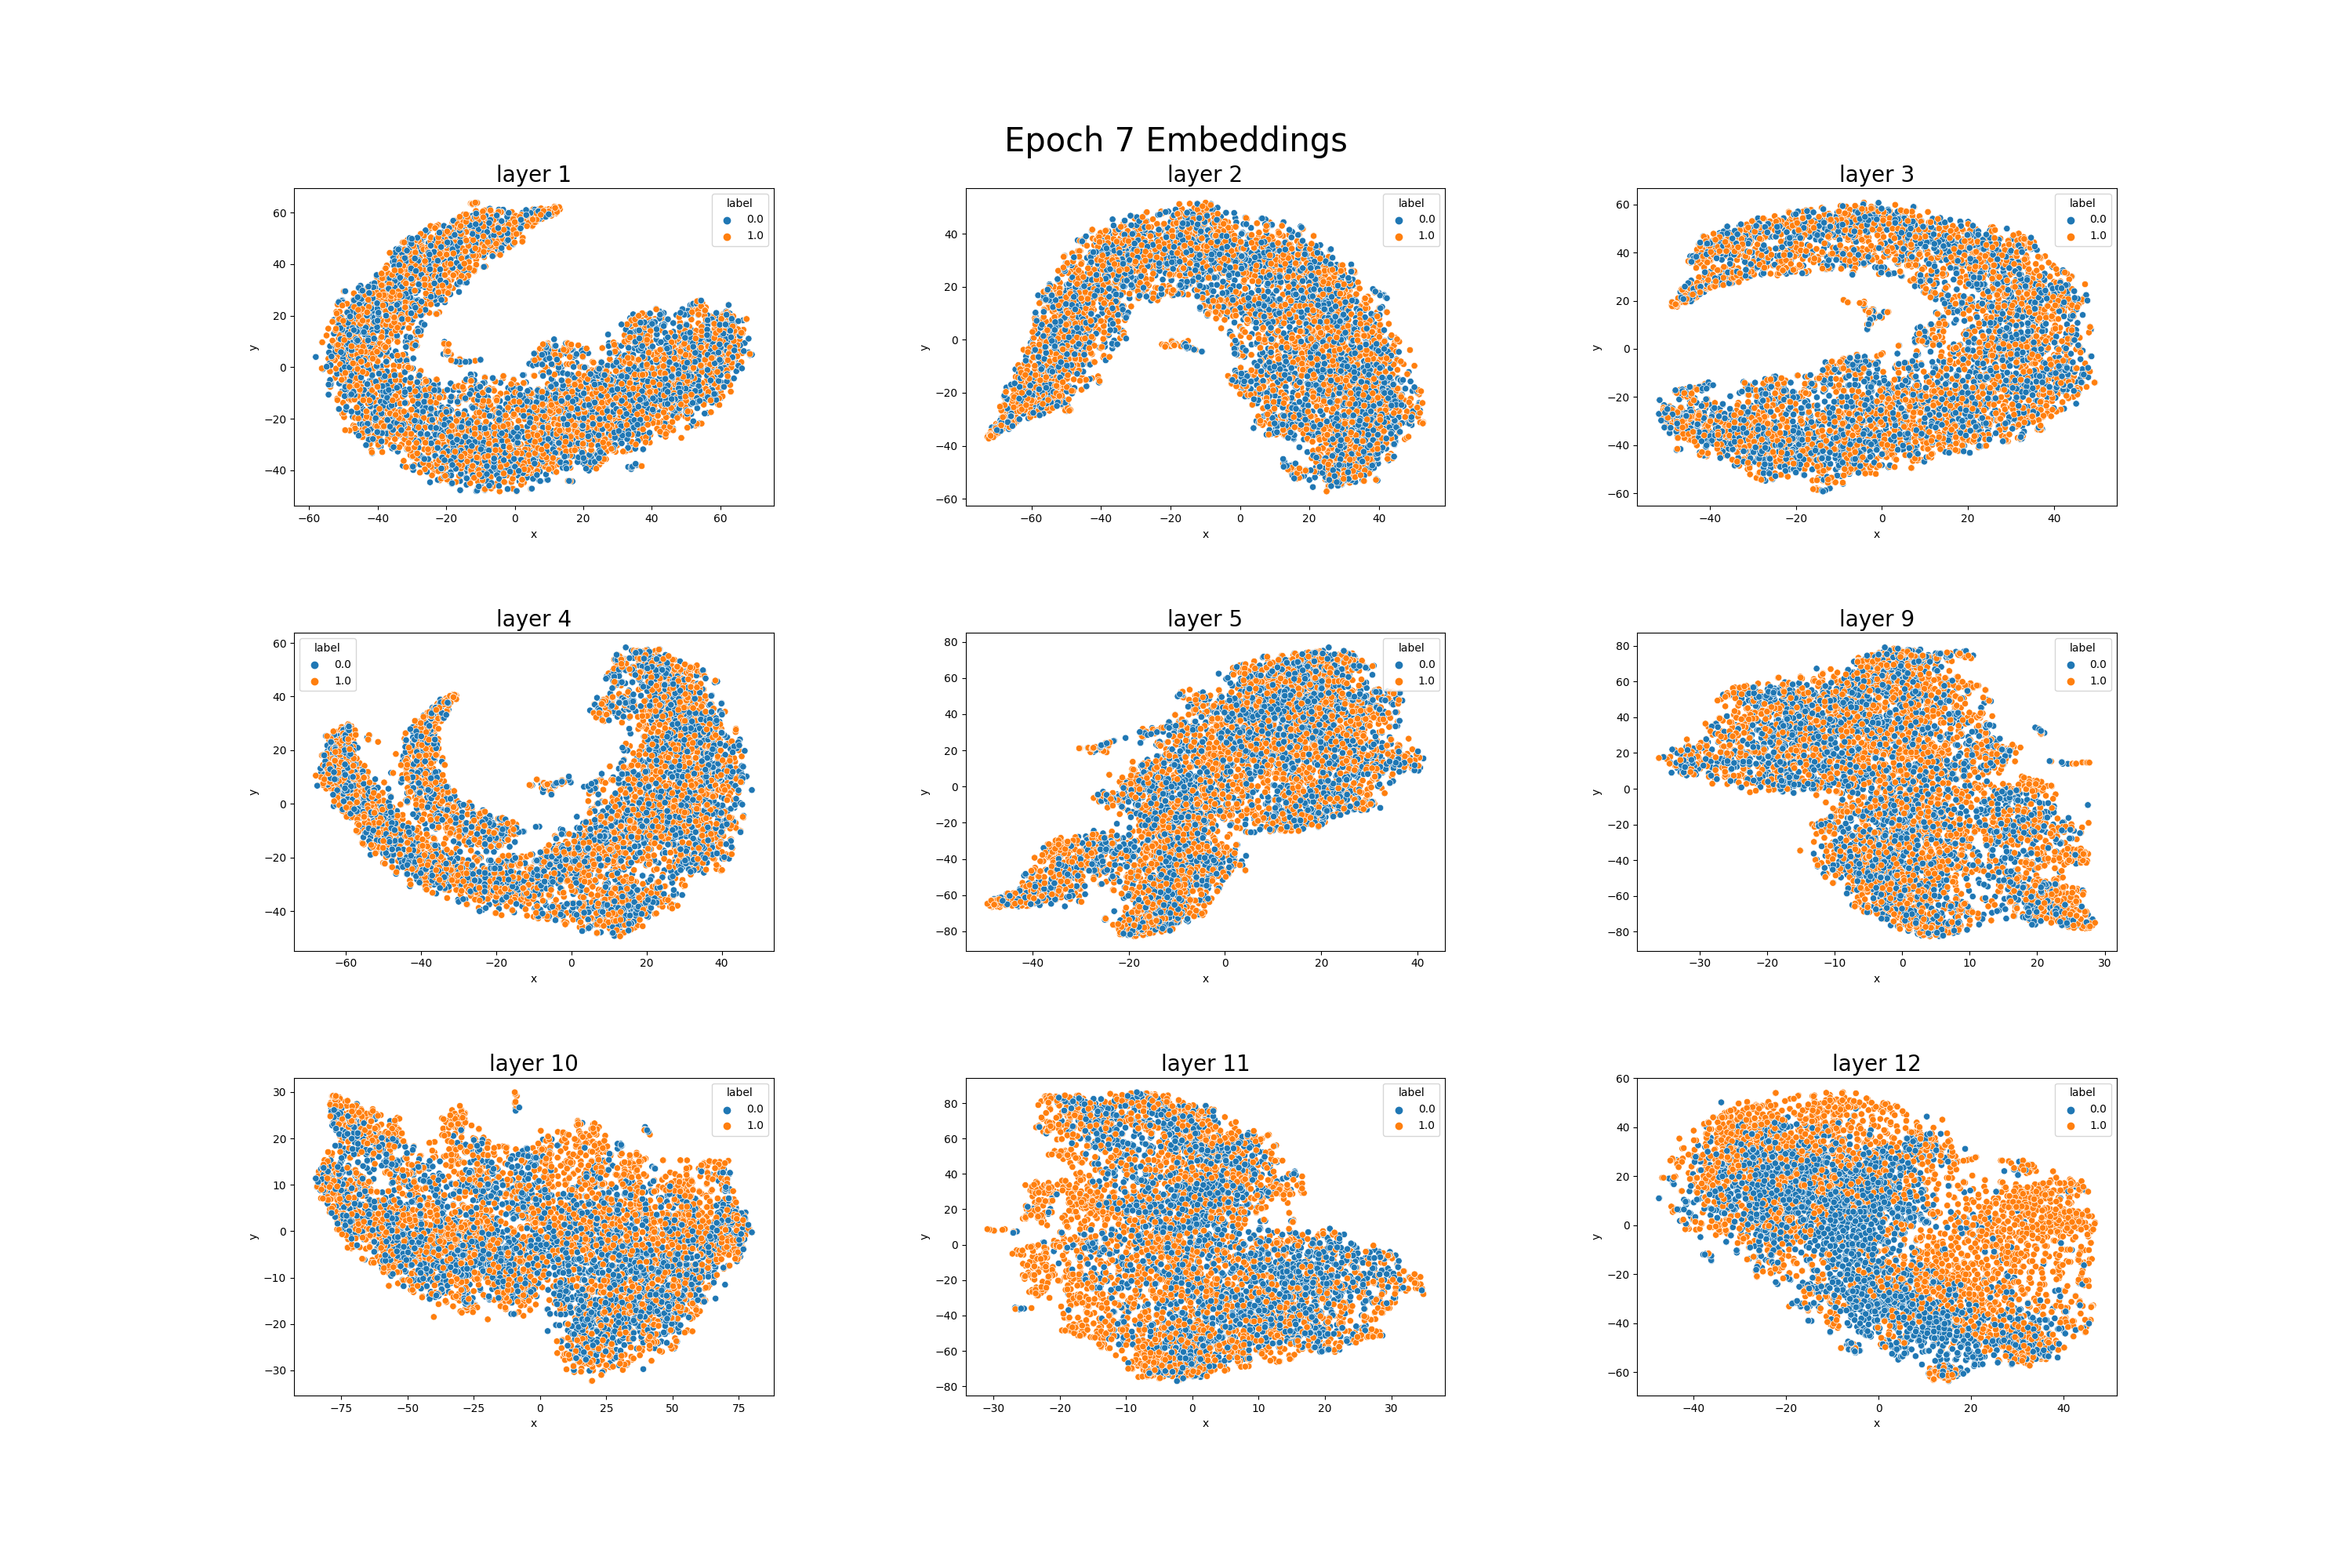 Epoch 7 Embeddings
layer 1
label
0.0
1.0
y
60
40
20
0
−20
−40
−60 −40 −20 0 20 40 60
x
layer 2
label
0.0
1.0
y
40
20
0
−20
−40
−60
−60 −40 −20 0 20 40
x
layer 3
label
0.0
1.0
y
60
40
20
0
−20
−40
−60
−40 −20 0 20 40
x
layer 4
label
0.0
1.0
y
60
40
20
0
−20
−40
−60 −40 −20 0 20 40
x
layer 5
label
0.0
1.0
y
80
60
40
20
0
−20
−40
−60
−80
−40 −20 0 20 40
x
layer 9
label
0.0
1.0
y
80
60
40
20
0
−20
−40
−60
−80
−30 −20 −10 0 10 20 30
x
layer 10
label
0.0
1.0
y
30
20
10
0
−10
−20
−30
−75 −50 −25 0 25 50 75
x
layer 11
label
0.0
1.0
y
80
60
40
20
0
−20
−40
−60
−80
−30 −20 −10 0 10 20 30
x
layer 12
label
0.0
1.0
y
60
40
20
0
−20
−40
−60
−40 −20 0 20 40
x